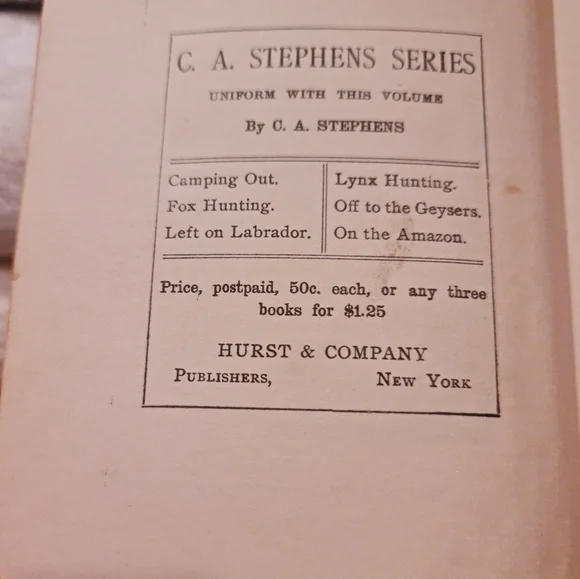 C. A. STEPHENS SERIES
UNIFORM WITH THIS VOLUME
By C. A. STEPHENS
Camping Out.
Fox Hunting.
Left on Labrador.
Lynx Hunting.
Off to the Geysers.
On the Amazon.
Price, postpaid, 50c. each, or any three
books for $1.25
HURST & COMPANY
PUBLISHERS, NEW YORK